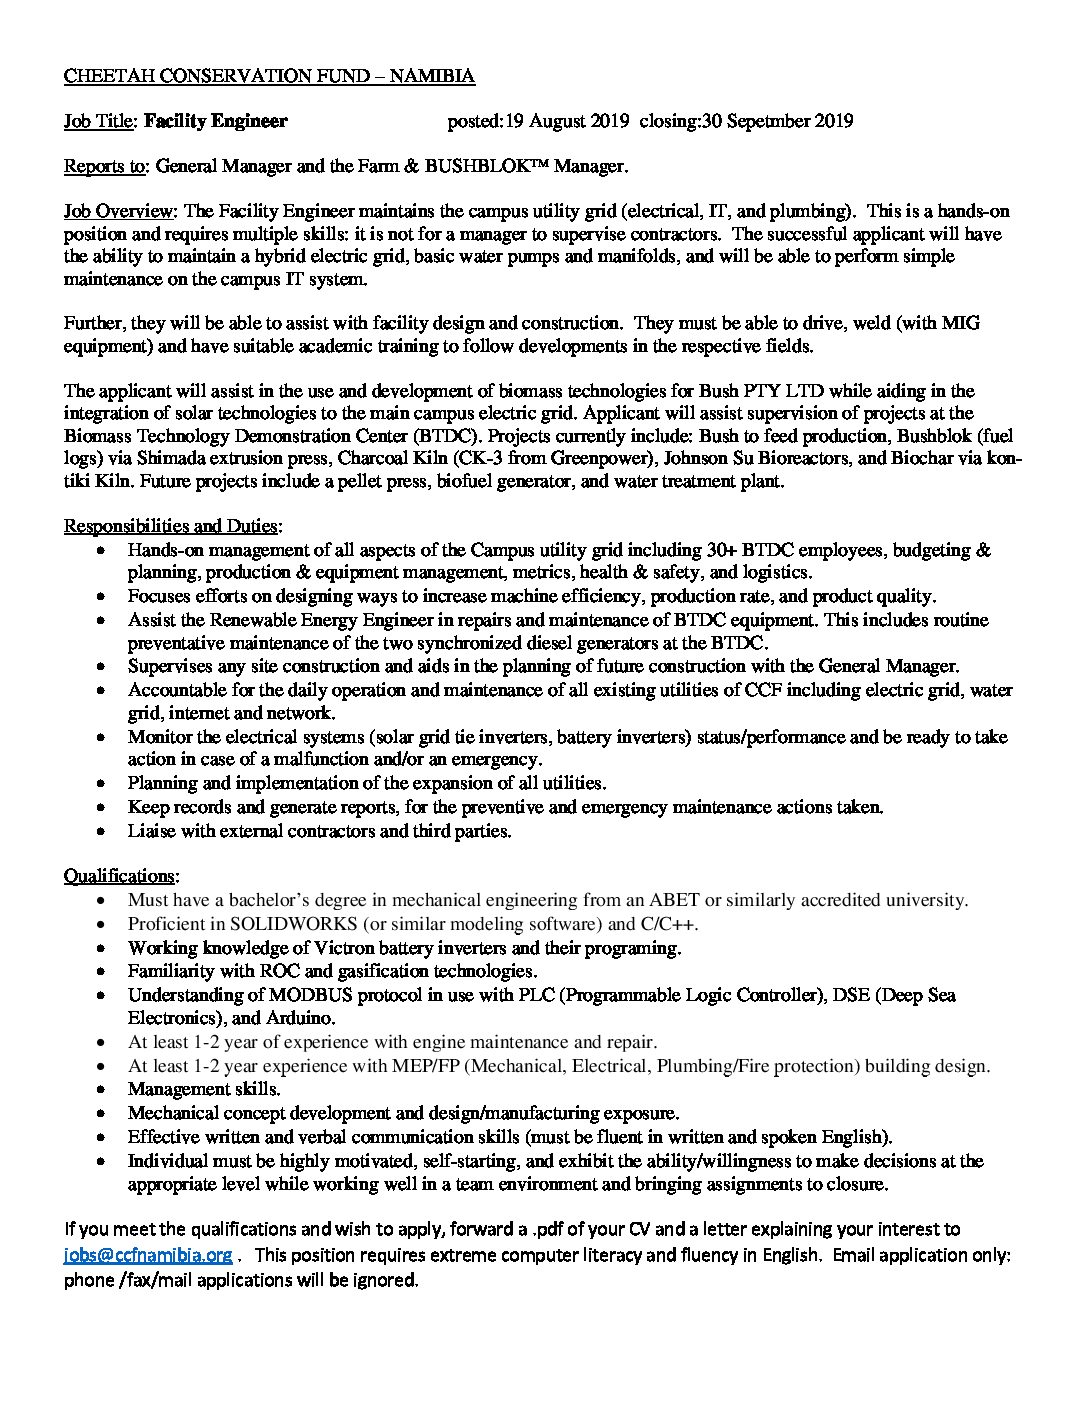 CHEETAH CONSERVATION FUND – NAMIBIA
Job Title: Facility Engineer posted:19 August 2019 closing:30 Sepetmber 2019
Reports to: General Manager and the Farm & BUSHBLOK™ Manager.
Job Overview: The Facility Engineer maintains the campus utility grid (electrical, IT, and plumbing). This is a hands-on
position and requires multiple skills: it is not for a manager to supervise contractors. The successful applicant will have
the ability to maintain a hybrid electric grid, basic water pumps and manifolds, and will be able to perform simple
maintenance on the campus IT system.
Further, they will be able to assist with facility design and construction. They must be able to drive, weld (with MIG
equipment) and have suitable academic training to follow developments in the respective fields.
The applicant will assist in the use and development of biomass technologies for Bush PTY LTD while aiding in the
integration of solar technologies to the main campus electric grid. Applicant will assist supervision of projects at the
Biomass Technology Demonstration Center (BTDC). Projects currently include: Bush to feed production, Bushblok (fuel
logs) via Shimada extrusion press, Charcoal Kiln (CK-3 from Greenpower), Johnson Su Bioreactors, and Biochar via kon-
tiki Kiln. Future projects include a pellet press, biofuel generator, and water treatment plant.
Responsibilities and Duties:
• Hands-on management of all aspects of the Campus utility grid including 30+ BTDC employees, budgeting &
planning, production & equipment management, metrics, health & safety, and logistics.
• Focuses efforts on designing ways to increase machine efficiency, production rate, and product quality.
• Assist the Renewable Energy Engineer in repairs and maintenance of BTDC equipment. This includes routine
preventative maintenance of the two synchronized diesel generators at the BTDC.
• Supervises any site construction and aids in the planning of future construction with the General Manager.
• Accountable for the daily operation and maintenance of all existing utilities of CCF including electric grid, water
grid, internet and network.
• Monitor the electrical systems (solar grid tie inverters, battery inverters) status/performance and be ready to take
action in case of a malfunction and/or an emergency.
• Planning and implementation of the expansion of all utilities.
• Keep records and generate reports, for the preventive and emergency maintenance actions taken.
• Liaise with external contractors and third parties.
Qualifications:
• Must have a bachelor’s degree in mechanical engineering from an ABET or similarly accredited university.
• Proficient in SOLIDWORKS (or similar modeling software) and C/C++.
• Working knowledge of Victron battery inverters and their programing.
• Familiarity with ROC and gasification technologies.
• Understanding of MODBUS protocol in use with PLC (Programmable Logic Controller), DSE (Deep Sea
Electronics), and Arduino.
• At least 1-2 year of experience with engine maintenance and repair.
• At least 1-2 year experience with MEP/FP (Mechanical, Electrical, Plumbing/Fire protection) building design.
• Management skills.
• Mechanical concept development and design/manufacturing exposure.
• Effective written and verbal communication skills (must be fluent in written and spoken English).
• Individual must be highly motivated, self-starting, and exhibit the ability/willingness to make decisions at the
appropriate level while working well in a team environment and bringing assignments to closure.
If you meet the qualifications and wish to apply, forward a .pdf of your CV and a letter explaining your interest to
jobs@ccfnamibia.org . This position requires extreme computer literacy and fluency in English. Email application only:
phone /fax/mail applications will be ignored.